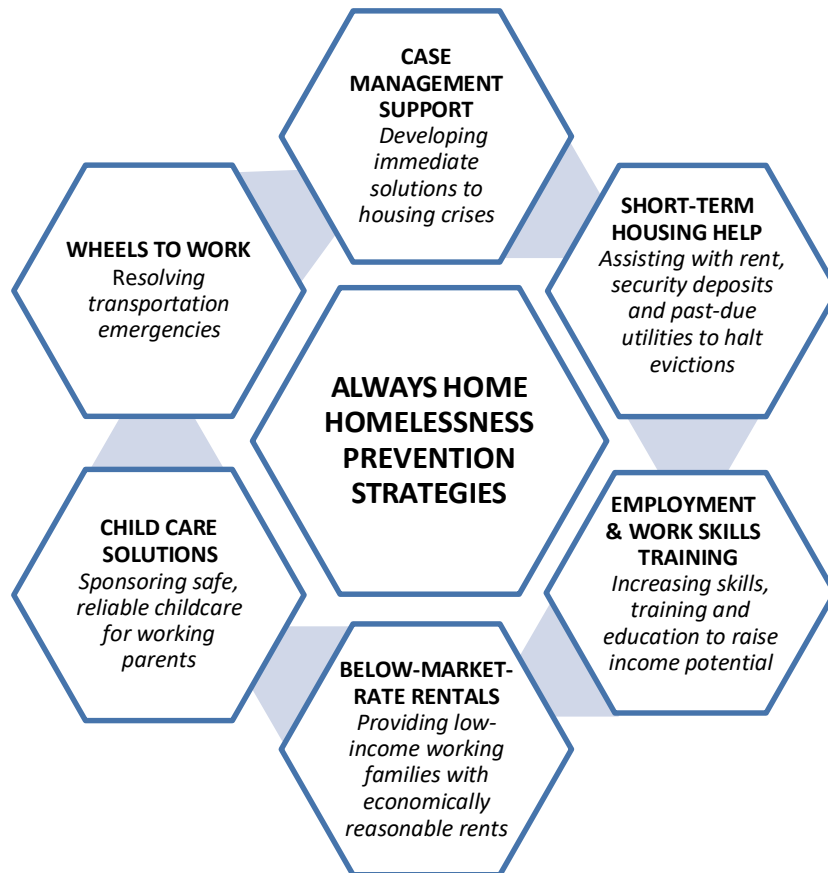 CASE
MANAGEMENT
SUPPORT
Developing
immediate
solutions to
housing crises
SHORT-TERM
HOUSING HELP
Assisting with rent,
security deposits
and past-due
utilities to halt
evictions
EMPLOYMENT
& WORK SKILLS
TRAINING
Increasing skills,
training and
education to raise
income potential
BELOW-MARKET-
RATE RENTALS
Providing low-
income working
families with
economically
reasonable rents
CHILD CARE
SOLUTIONS
Sponsoring safe,
reliable childcare
for working
parents
WHEELS TO WORK
Resolving
transportation
emergencies
ALWAYS HOME
HOMELESSNESS
PREVENTION
STRATEGIES